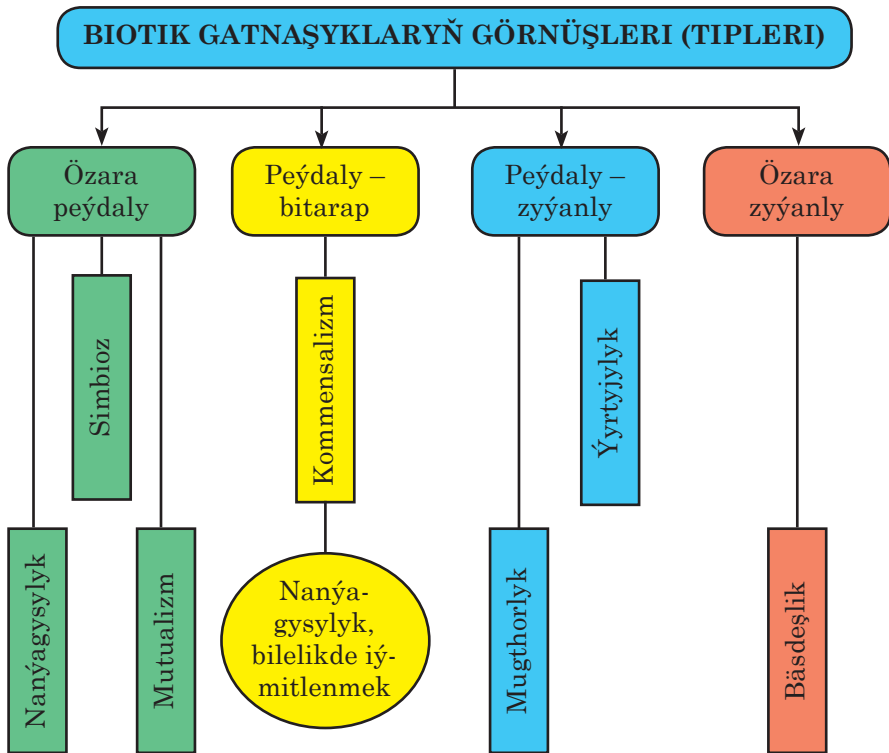 BIOTIK GATNAŞYKLARYŇ GÖRNÜŞLERI (TIPLERI)
Özara
peýdaly
Peýdaly –
bitarap
Peýdaly –
zyýanly
Özara
zyýanly
Simbioz
Kommensalizm
Ýyrtyjylyk
Nanýagysylyk
Mutualizm
Nanýa-
gysylyk,
bilelikde iý-
mitlenmek
Mugthorlyk
Bäsdeşlik